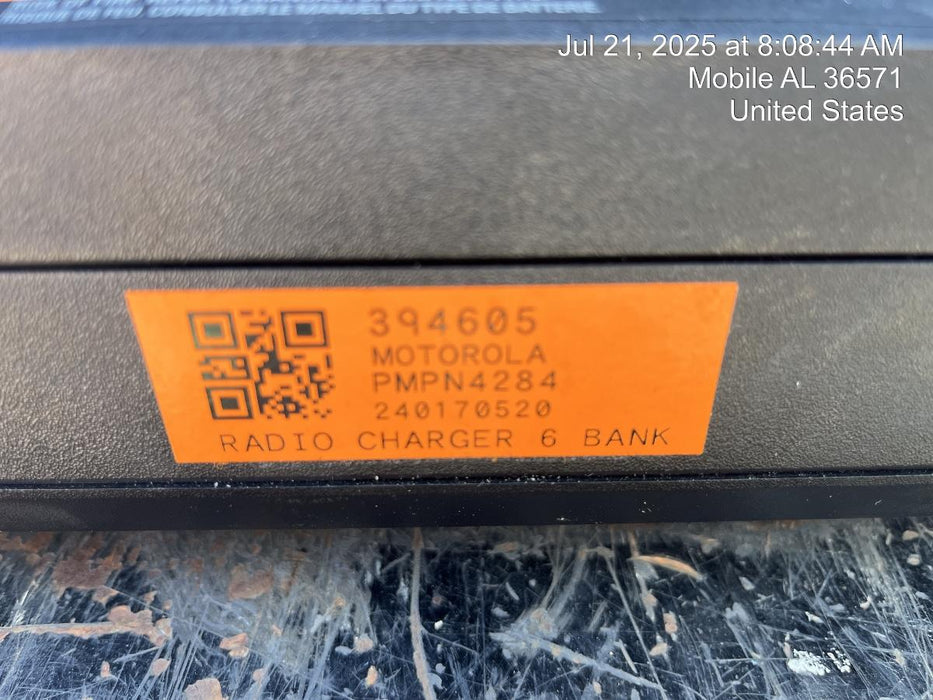 Jul 21, 2025 at 8:08:44 AM
Mobile AL 36571
United States
394605
MOTOROLA
PMPN4284
240170520
RADIO CHARGER 6 BANK